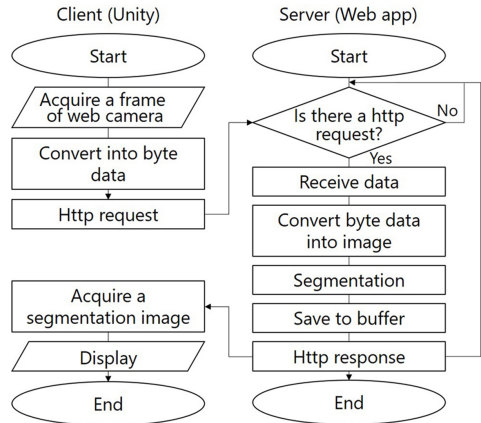 Client (Unity)
Start
Acquire a frame
of web camera
Convert into byte
data
Http request
Acquire a
segmentation image
Display
End
Server (Web app)
Start
Is there a http
request?
No
Yes
Receive data
Convert byte data
into image
Segmentation
Save to buffer
Http response
End